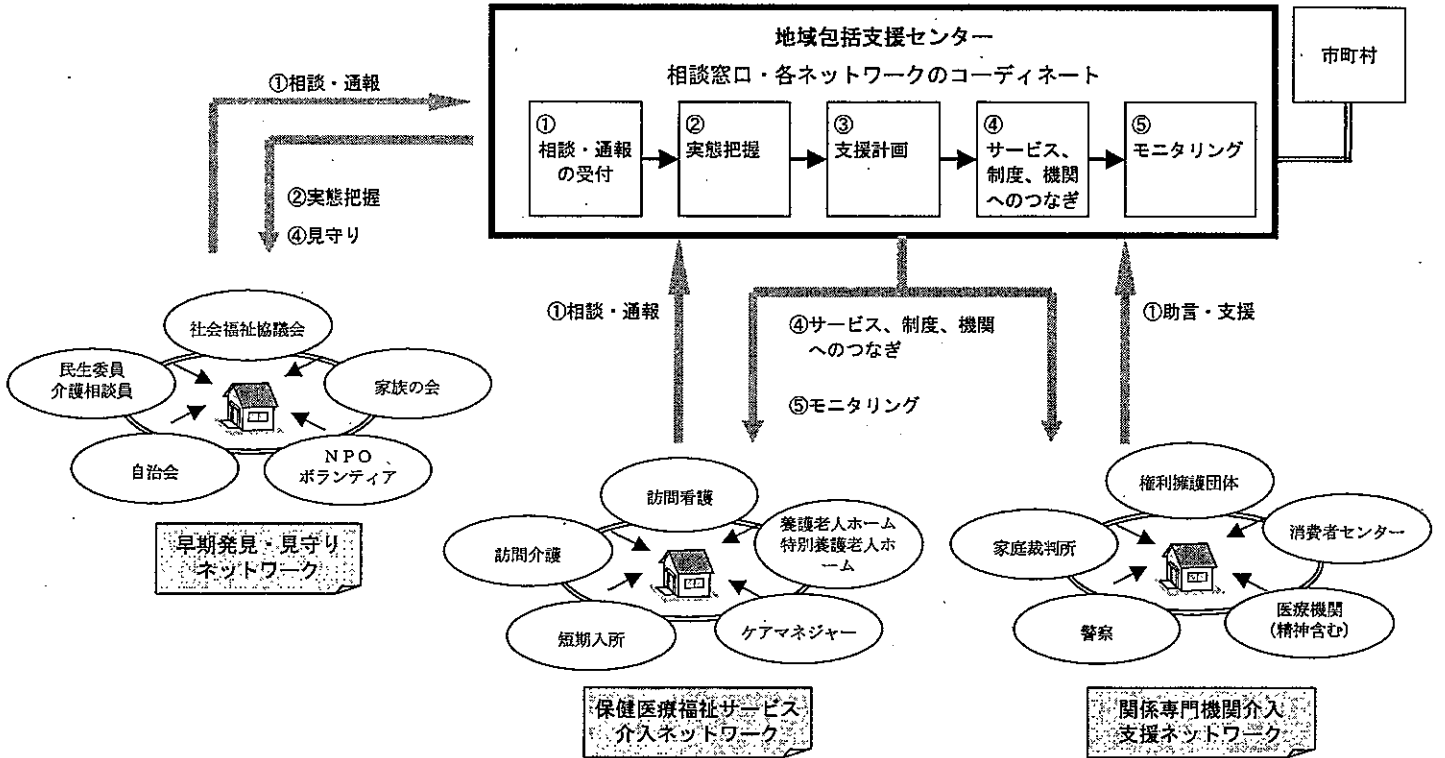 地域包括支援センター
相談窓口・各ネットワークのコーディネート
市町村
①
相談・通報
の受付
②
実態把握
③
支援計画
④
サービス、
制度、機関
へのつなぎ
⑤
モニタリング
①相談・通報
②実態把握
④見守り
①相談・通報
④サービス、制度、機関
へのつなぎ
⑤モニタリング
①助言・支援
社会福祉協議会
民生委員
介護相談員
家族の会
自治会
NPO
ボランティア
早期発見・見守り
ネットワーク
訪問看護
訪問介護
養護老人ホーム
特別養護老人ホ
ーム
短期入所
ケアマネジャー
保健医療福祉サービス
介入ネットワーク
権利擁護団体
家庭裁判所
消費者センター
警察
医療機関
(精神含む)
関係専門機関介入
支援ネットワーク